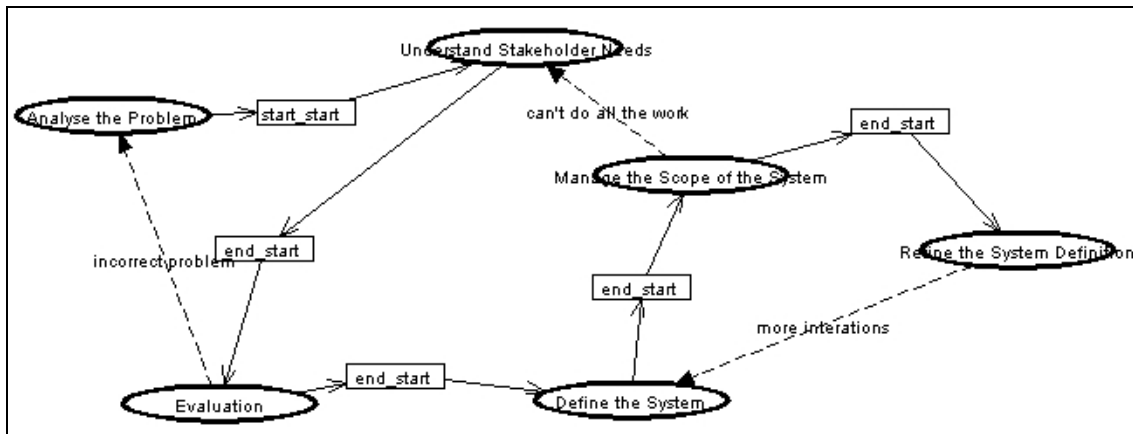 Understand Stakeholder Needs
Analyse the Problem
start_start
can't do all the work
end_start
Manage the Scope of the System
end_start
incorrect problem
Refine the System Definition
end_start
more interations
end_start
Evaluation
Define the System